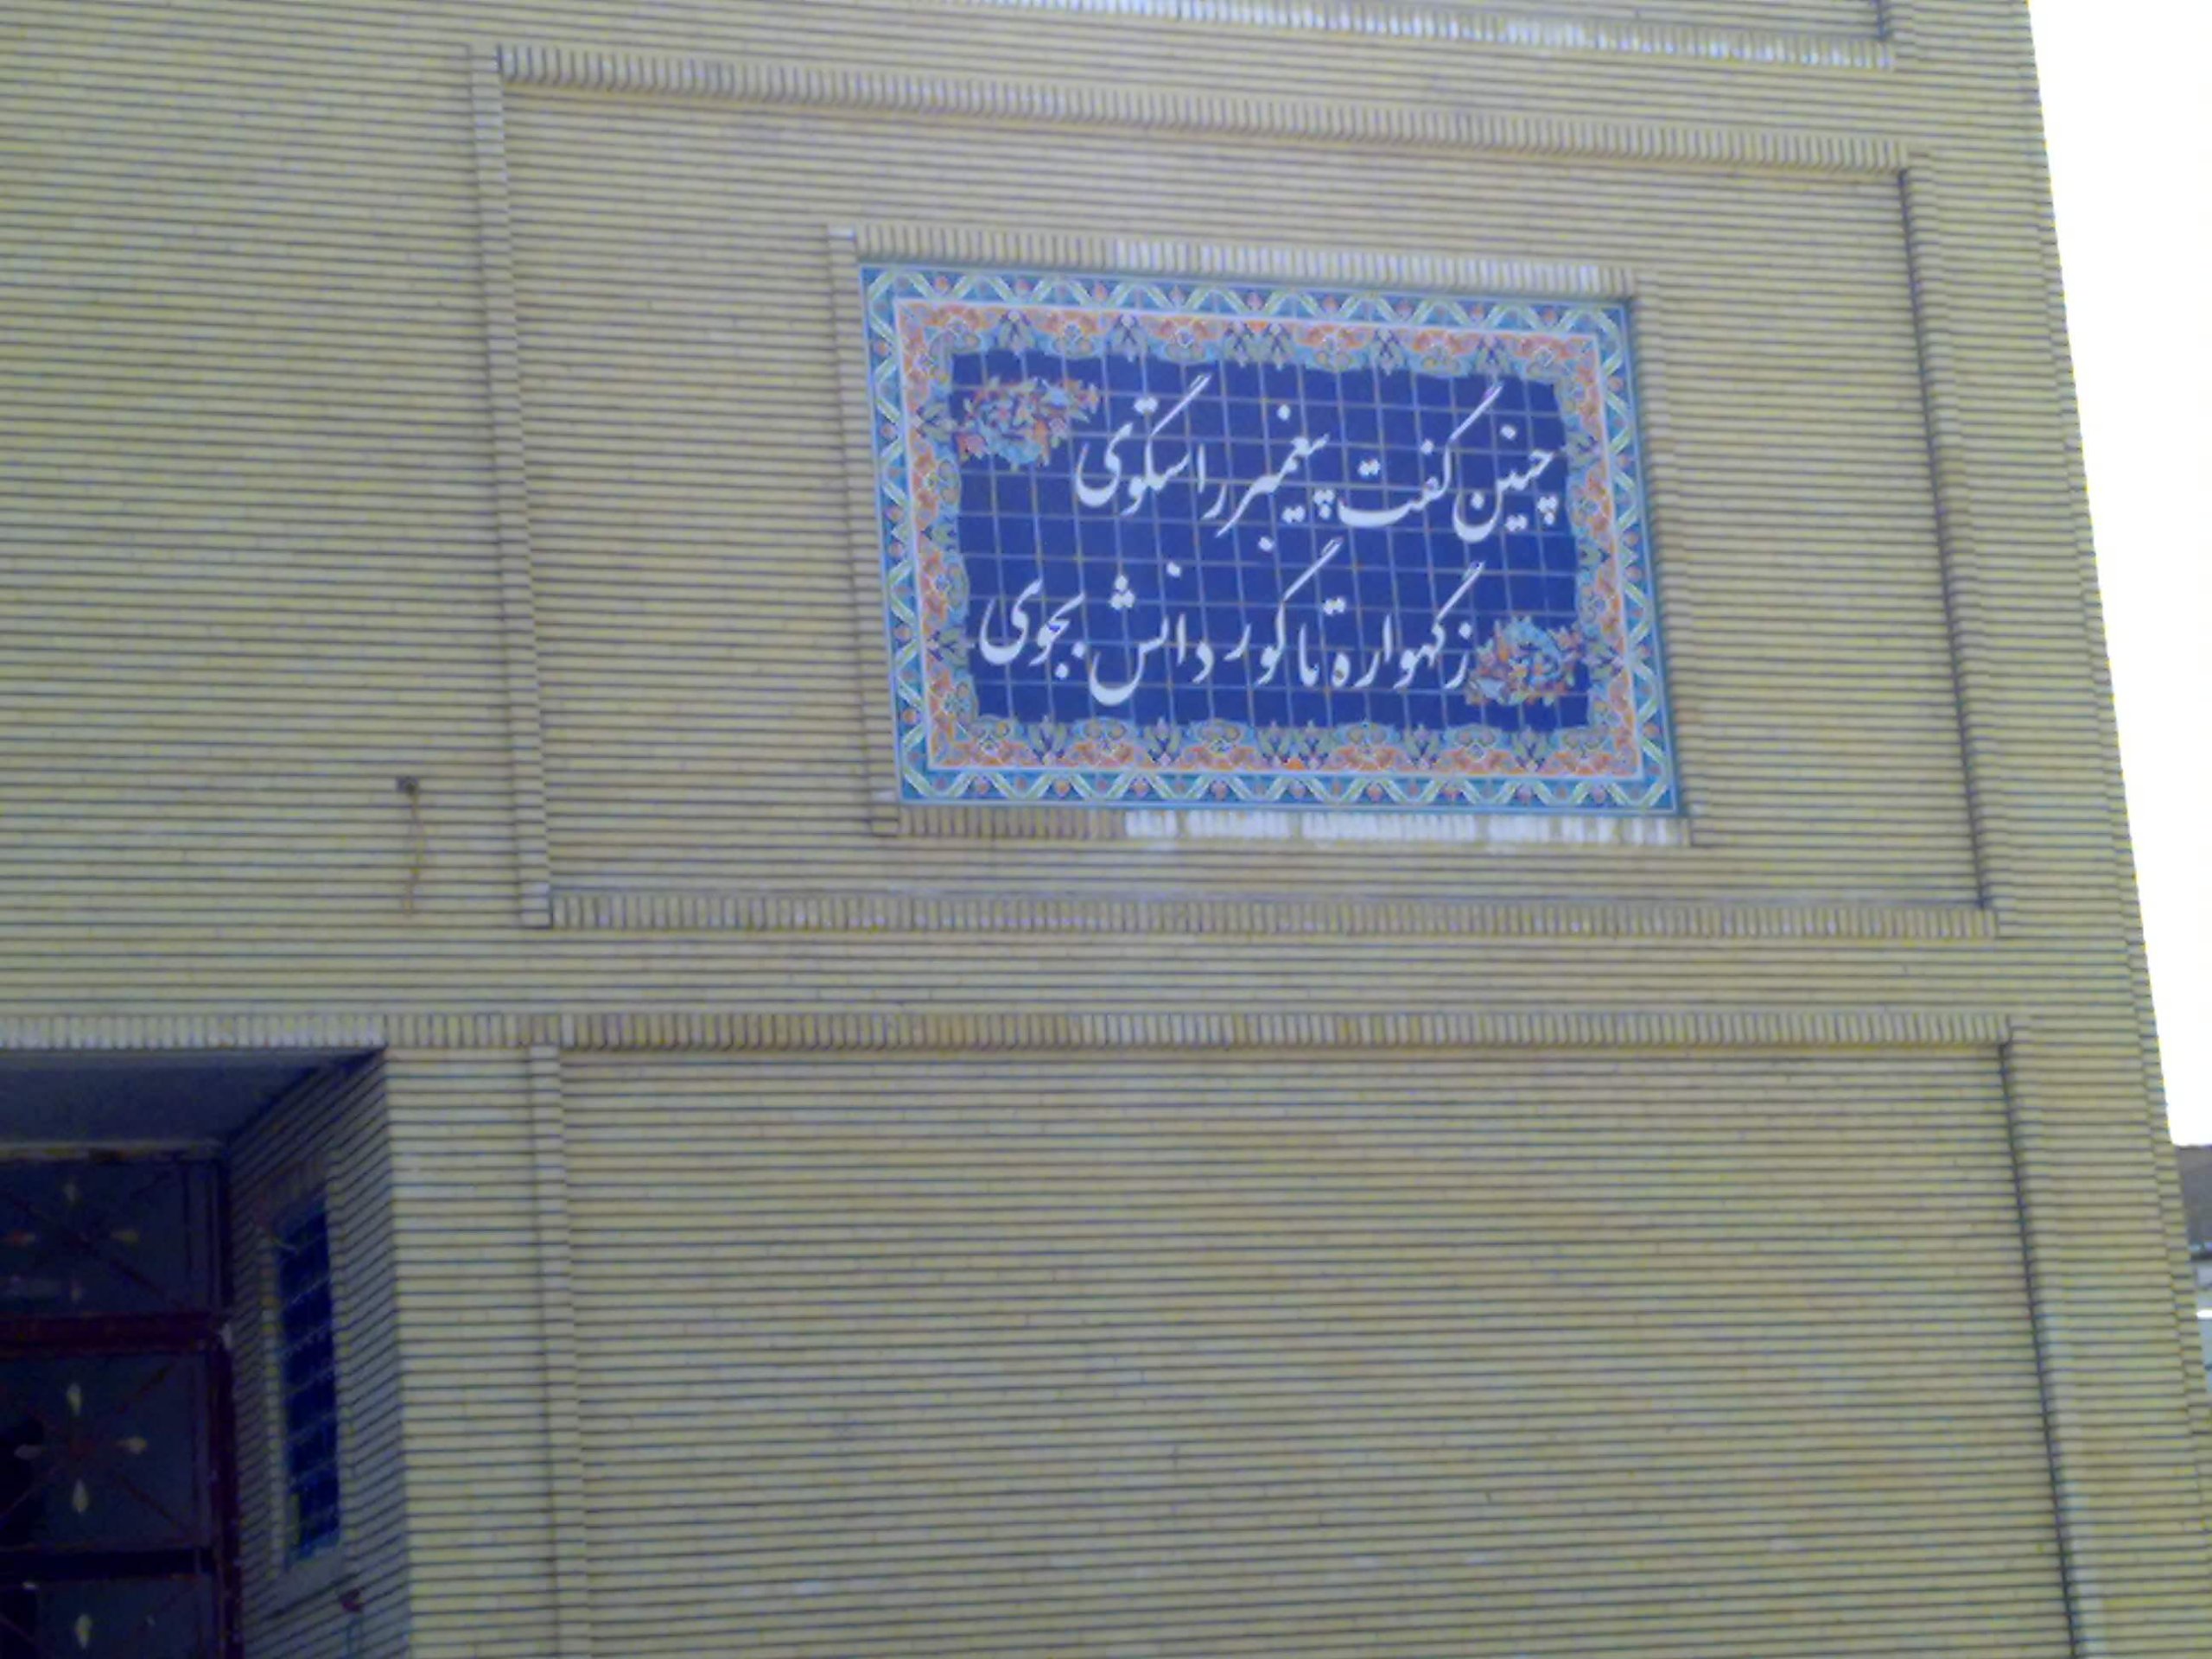 چنین گفت پیغمبر راستگوی
ز گهواره تا گور دانش بجوی